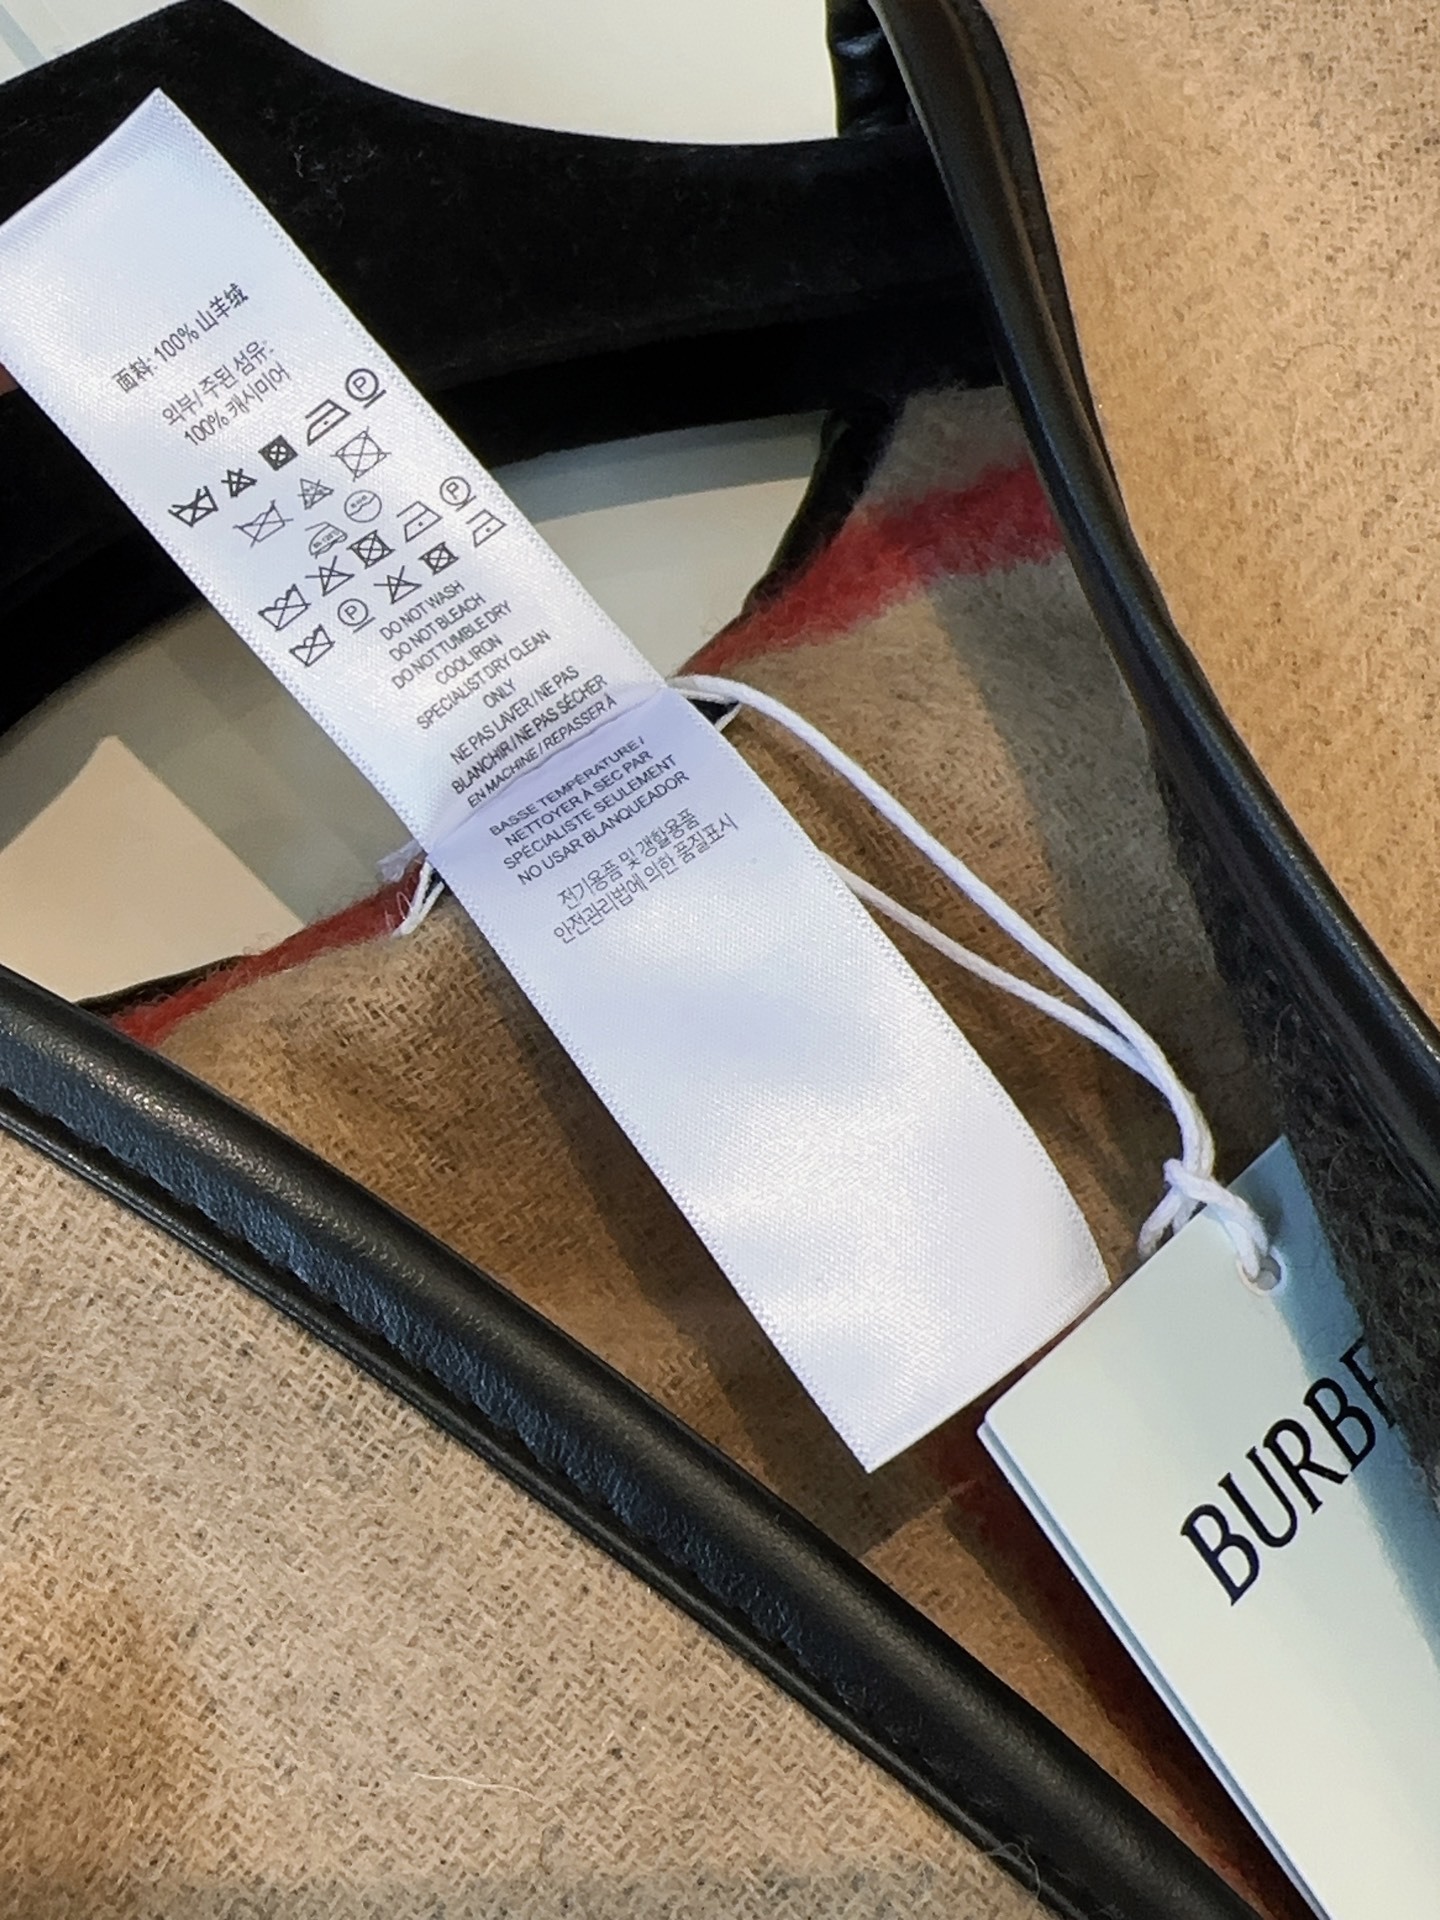 面料: 100% 山羊绒
외부/ 주된 섬유:
100% 캐시미어
DO NOT WASH
DO NOT BLEACH
DO NOT TUMBLE DRY
COOL IRON
SPECIALIST DRY CLEAN
ONLY
NE PAS LAVER / NE PAS
BLANCHIR / NE PAS SÉCHER
EN MACHINE / REPASSER À
BASSE TEMPÉRATURE /
NETTOYER À SEC PAR
SPÉCIALISTE SEULEMENT
NO USAR BLANQUEADOR
전기용품 및 갱활용품
안전관리법에 의한 품질표시
BURBE